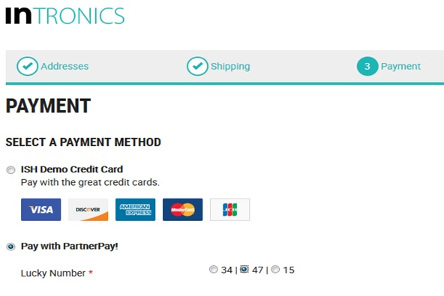 inTRONICS
Addresses
Shipping
3 Payment
PAYMENT
SELECT A PAYMENT METHOD
ISH Demo Credit Card
Pay with the great credit cards.
VISA DISCOVER AMERICAN EXPRESS MasterCard JCB
Pay with PartnerPay!
Lucky Number * 34 | 47 | 15